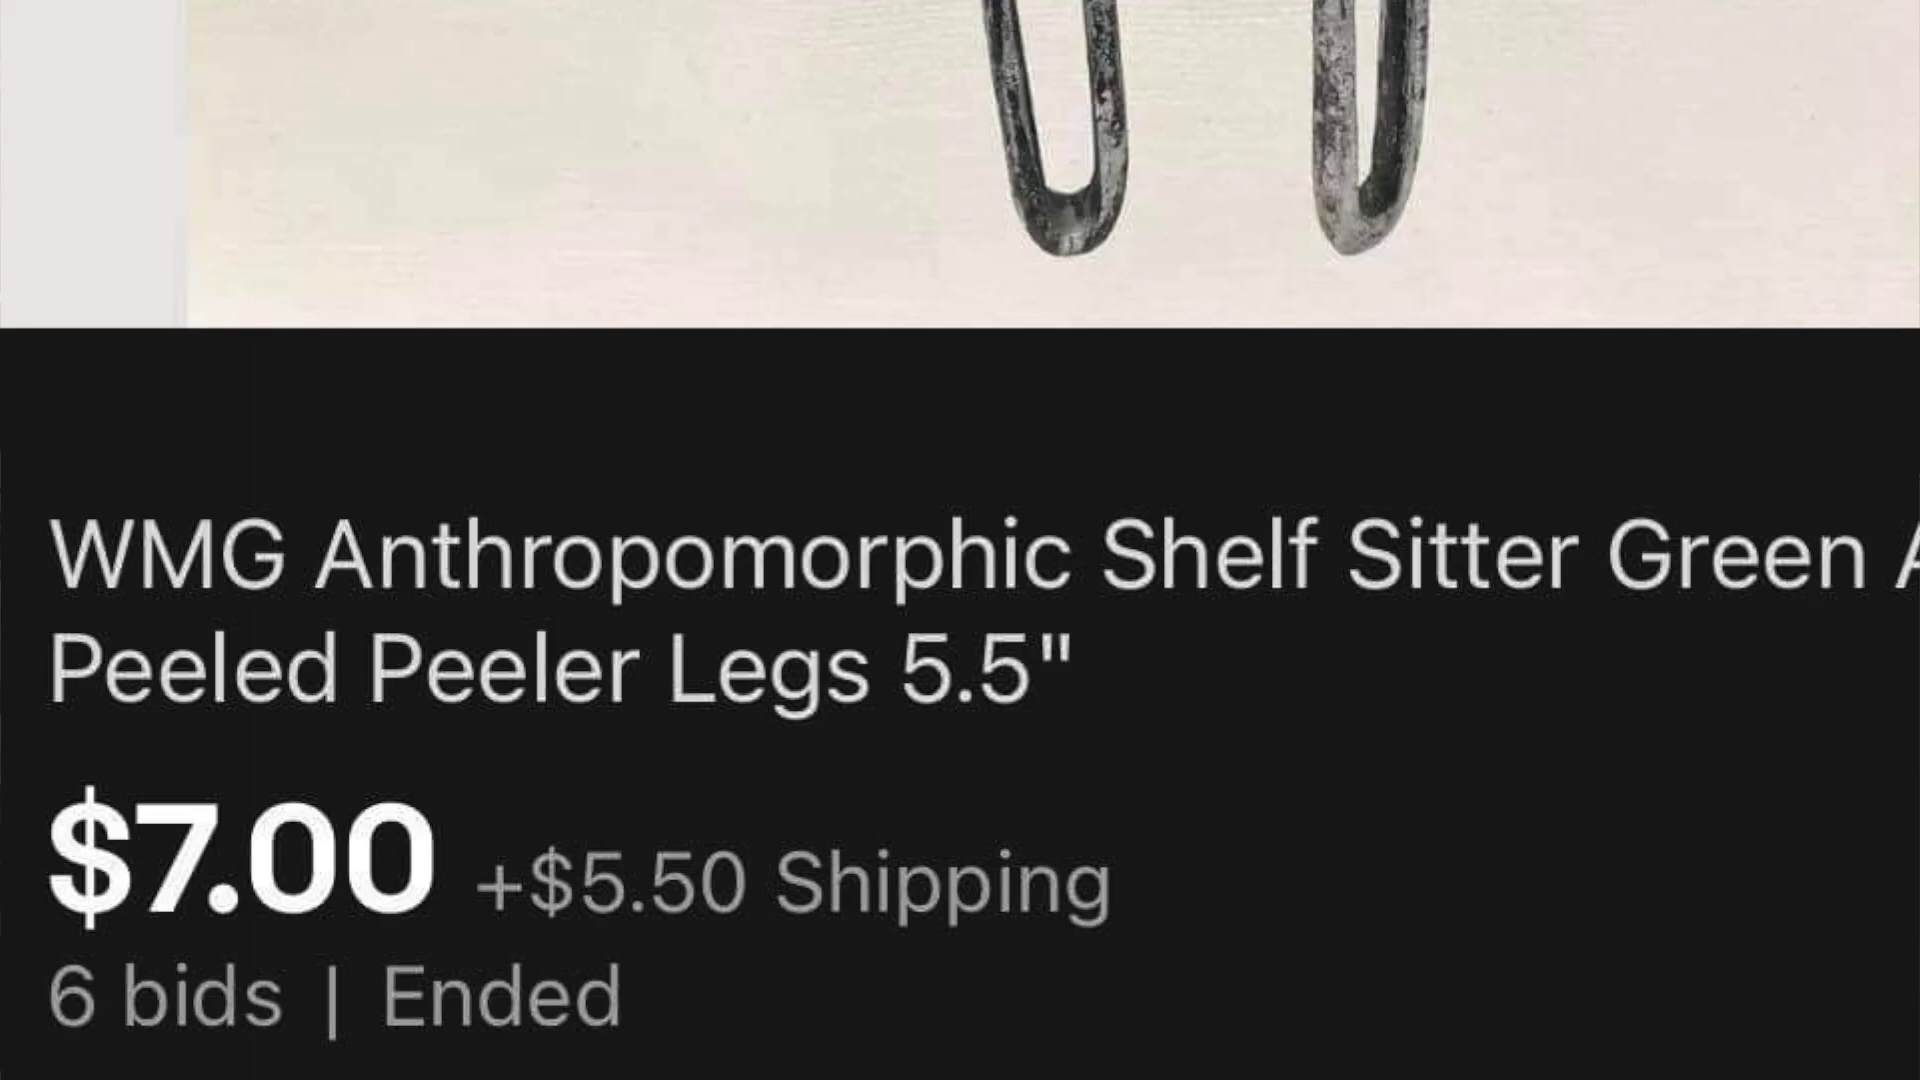 WMG Anthropomorphic Shelf Sitter Green
Peeled Peeler Legs 5.5"
$7.00 +$5.50 Shipping
6 bids | Ended